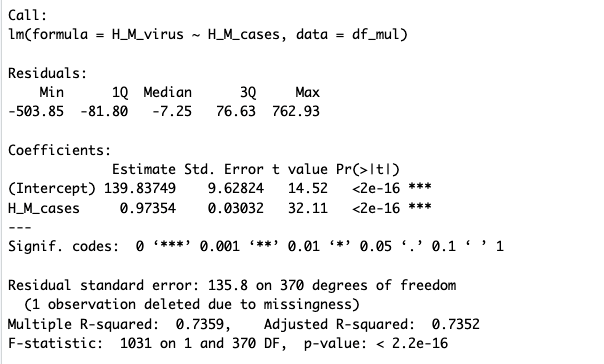 Call:
lm(formula = H_M_virus ~ H_M_cases, data = df_mul)

Residuals:
    Min      1Q  Median      3Q     Max
-503.85  -81.80   -7.25   76.63  762.93

Coefficients:
             Estimate Std. Error t value Pr(>|t|)
(Intercept) 139.83749    9.62824   14.52   <2e-16 ***
H_M_cases     0.97354    0.03032   32.11   <2e-16 ***
---
Signif. codes:  0 ‘***’ 0.001 ‘**’ 0.01 ‘*’ 0.05 ‘.’ 0.1 ‘ ’ 1

Residual standard error: 135.8 on 370 degrees of freedom
  (1 observation deleted due to missingness)
Multiple R-squared:  0.7359,    Adjusted R-squared:  0.7352
F-statistic:  1031 on 1 and 370 DF,  p-value: < 2.2e-16